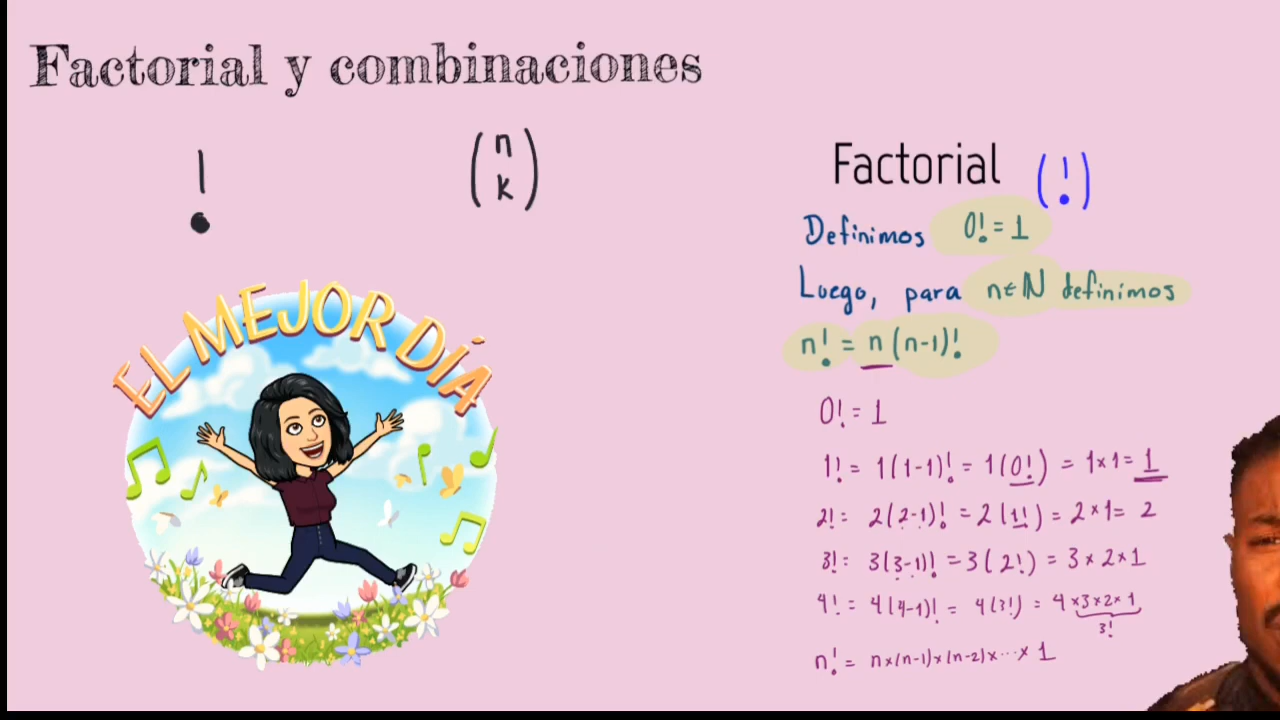 Factorial y combinaciones
!
(n k)
EL MEJOR DÍA
Factorial (!)
Definimos 0! = 1
Luego, para n∈ℕ definimos
n! = n(n-1)!
0! = 1
1! = 1(1-1)! = 1(0!) = 1×1 = 1
2! = 2(2-1)! = 2(1!) = 2×1 = 2
3! = 3(3-1)! = 3(2!) = 3×2×1
4! = 4(4-1)! = 4(3!) = 4×3×2×1
3!
n! = n×(n-1)×(n-2)×···× 1